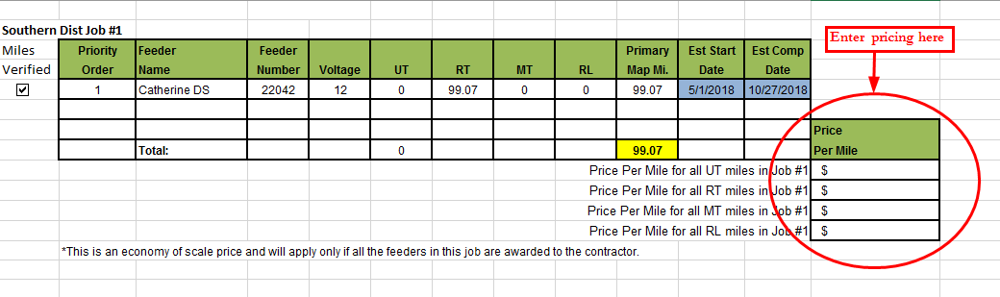 Southern Dist Job #1
Enter pricing here
Miles Priority Feeder Feeder Primary Est Start Est Comp
Verified Order Name Number Voltage UT RT MT RL Map Mi. Date Date
1 Catherine DS 22042 12 0 99.07 0 0 99.07 5/1/2018 10/27/2018
Price
Total: 0 99.07 Per Mile
Price Per Mile for all UT miles in Job #1 $
Price Per Mile for all RT miles in Job #1 $
Price Per Mile for all MT miles in Job #1 $
Price Per Mile for all RL miles in Job #1 $
*This is an economy of scale price and will apply only if all the feeders in this job are awarded to the contractor.